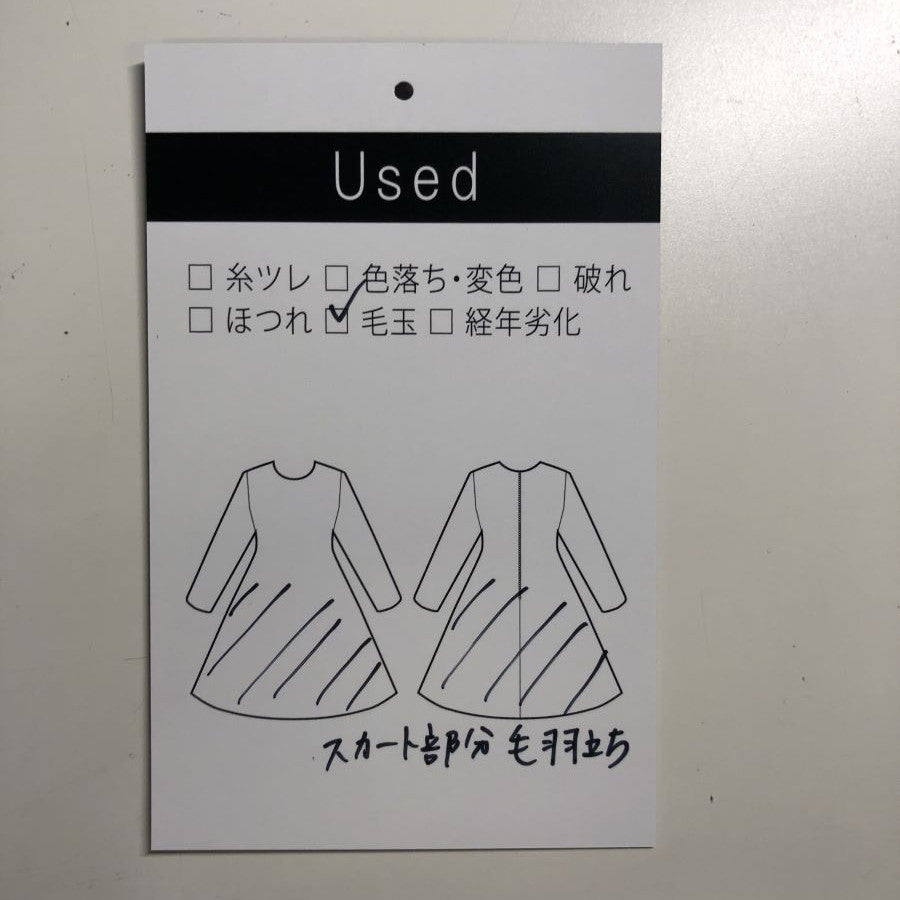 Used
□ 糸ツレ □ 色落ち・変色 □ 破れ
□ ほつれ ☑ 毛玉 □ 経年劣化
スカート部分 毛羽立ち